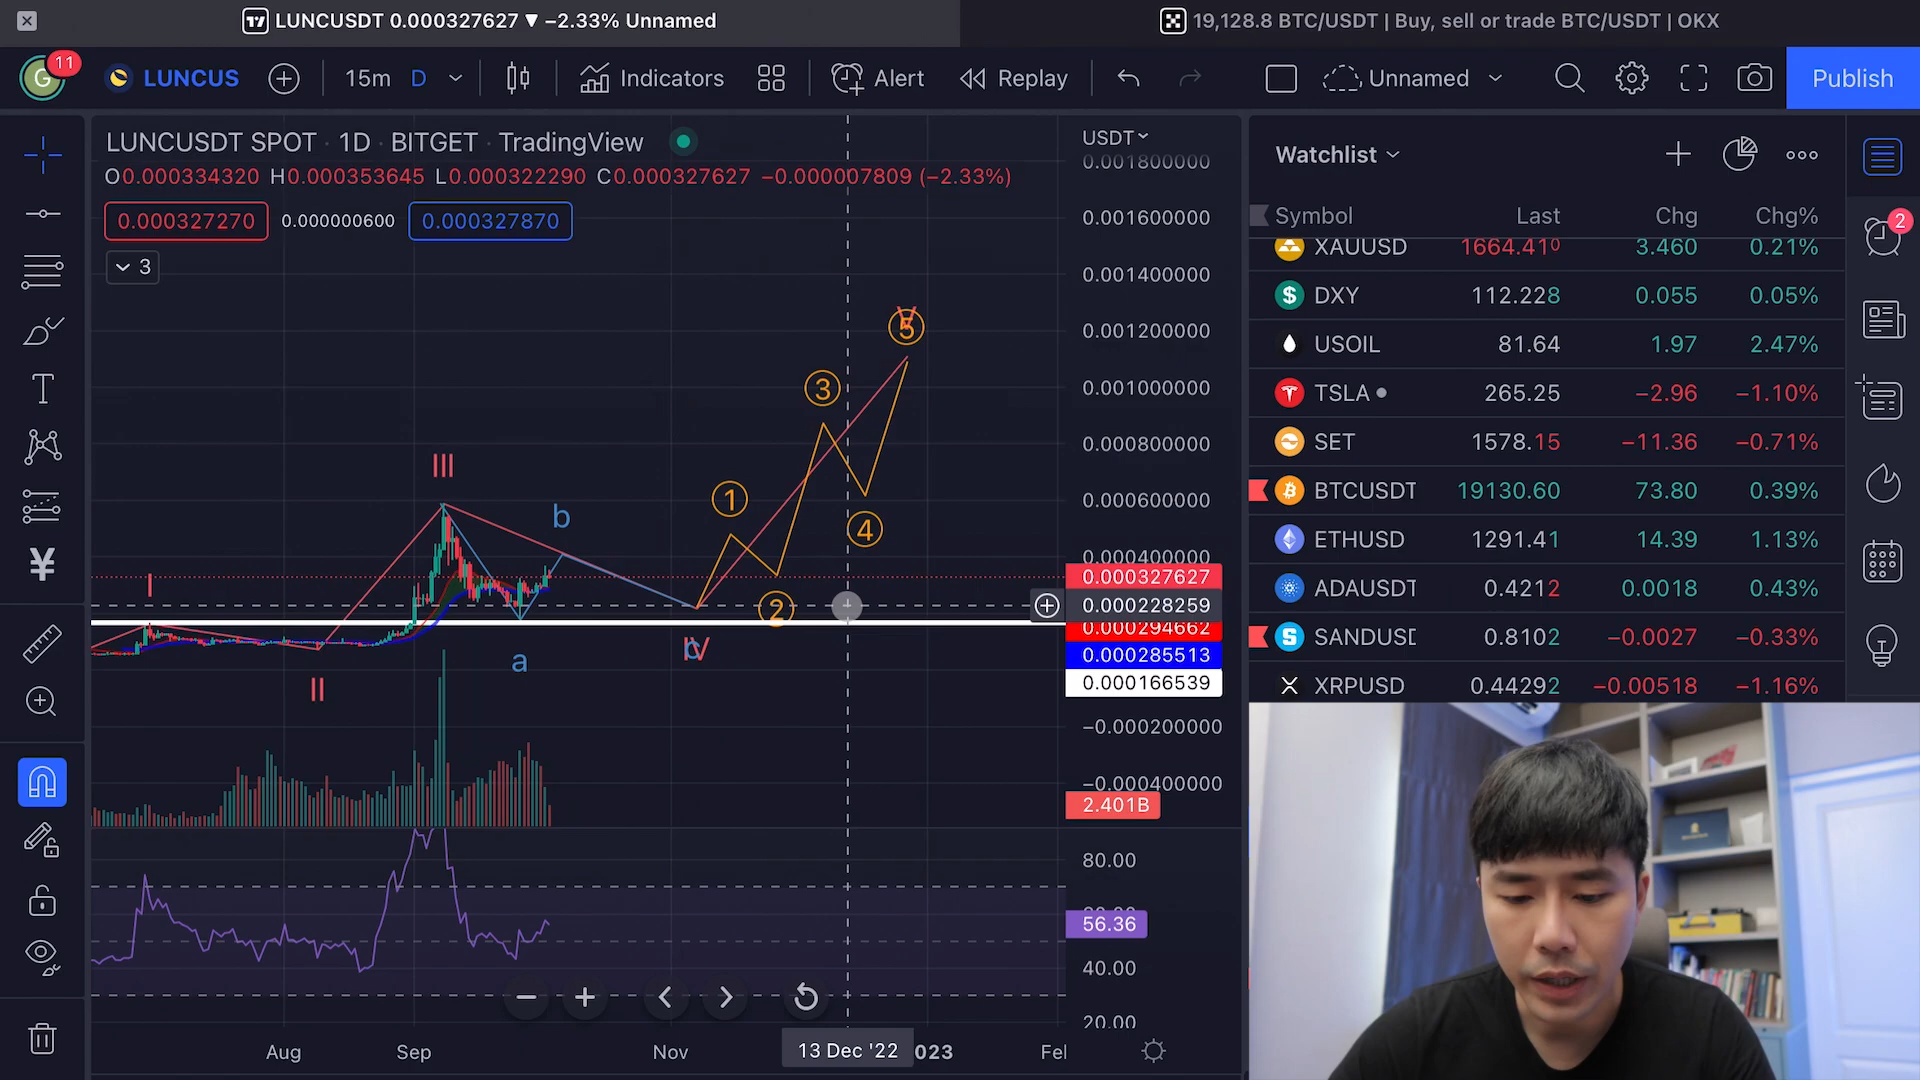 LUNCUSDT 0.000327627 ▼ −2.33% Unnamed
19,128.8 BTC/USDT | Buy, sell or trade BTC/USDT | OKX
G
11
LUNCUS
15m
D
Indicators
Alert
Replay
Unnamed
Publish
LUNCUSDT SPOT · 1D · BITGET · TradingView
O0.000334320 H0.000353645 L0.000322290 C0.000327627 −0.000007809 (−2.33%)
0.000327270
0.000000600
0.000327870
3
USDT
0.001800000
0.001600000
0.001400000
0.001200000
0.001000000
0.000800000
0.000600000
0.000400000
0.000327627
0.000228259
0.000294662
0.000285513
0.000166539
−0.000200000
−0.000400000
2.401B
80.00
56.36
40.00
20.00
I
II
III
IV
V
a
b
c
1
2
3
4
5
Aug
Sep
Nov
13 Dec '22
023
Fel
Watchlist
Symbol Last Chg Chg%
XAUUSD 1664.410 3.460 0.21%
DXY 112.228 0.055 0.05%
USOIL 81.64 1.97 2.47%
TSLA 265.25 −2.96 −1.10%
SET 1578.15 −11.36 −0.71%
BTCUSDT 19130.60 73.80 0.39%
ETHUSD 1291.41 14.39 1.13%
ADAUSDT 0.4212 0.0018 0.43%
SANDUSD 0.8102 −0.0027 −0.33%
XRPUSD 0.44292 −0.00518 −1.16%
2